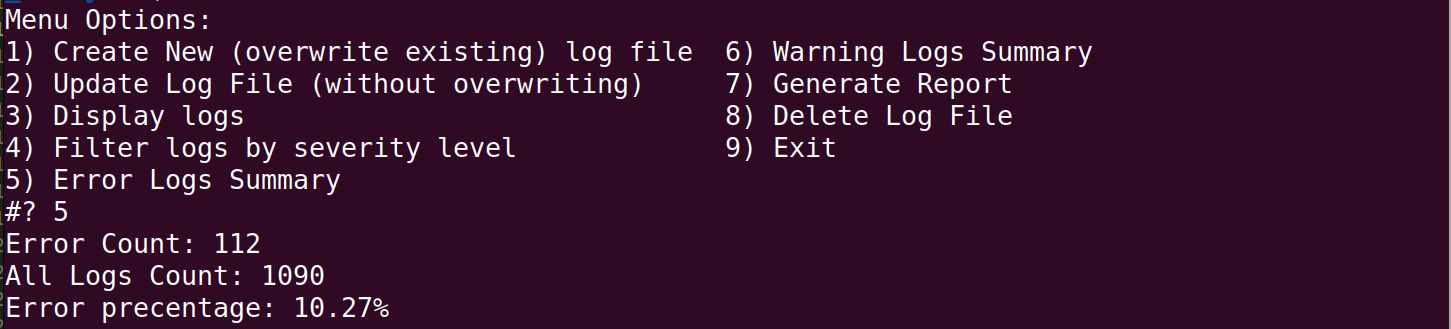 Menu Options:
1) Create New (overwrite existing) log file  6) Warning Logs Summary
2) Update Log File (without overwriting)     7) Generate Report
3) Display logs                              8) Delete Log File
4) Filter logs by severity level             9) Exit
5) Error Logs Summary
#? 5
Error Count: 112
All Logs Count: 1090
Error precentage: 10.27%